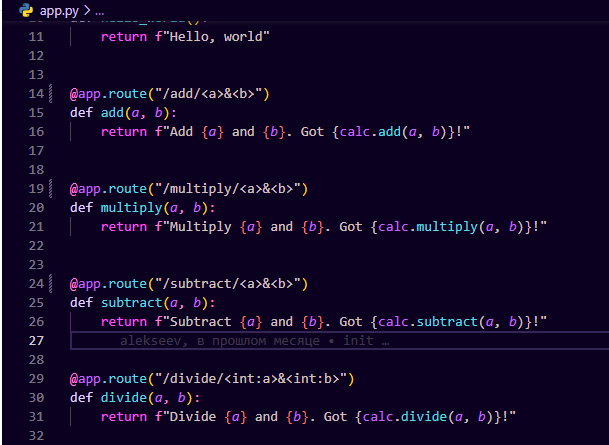 app.py > ...
11 return f"Hello, world"
12
13
14 @app.route("/add/<a>&<b>")
15 def add(a, b):
16 return f"Add {a} and {b}. Got {calc.add(a, b)}!"
17
18
19 @app.route("/multiply/<a>&<b>")
20 def multiply(a, b):
21 return f"Multiply {a} and {b}. Got {calc.multiply(a, b)}!"
22
23
24 @app.route("/subtract/<a>&<b>")
25 def subtract(a, b):
26 return f"Subtract {a} and {b}. Got {calc.subtract(a, b)}!"
27 alekseev, в прошлом месяце • init ...
28
29 @app.route("/divide/<int:a>&<int:b>")
30 def divide(a, b):
31 return f"Divide {a} and {b}. Got {calc.divide(a, b)}!"
32